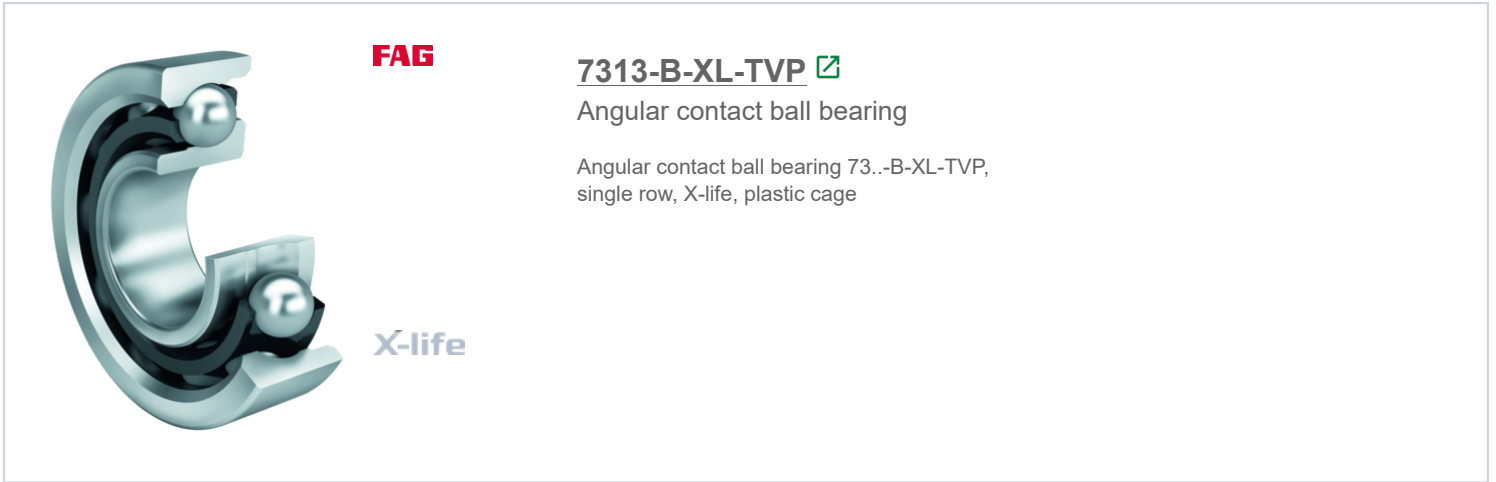 FAG
7313-B-XL-TVP
Angular contact ball bearing
Angular contact ball bearing 73..-B-XL-TVP,
single row, X-life, plastic cage
X-life